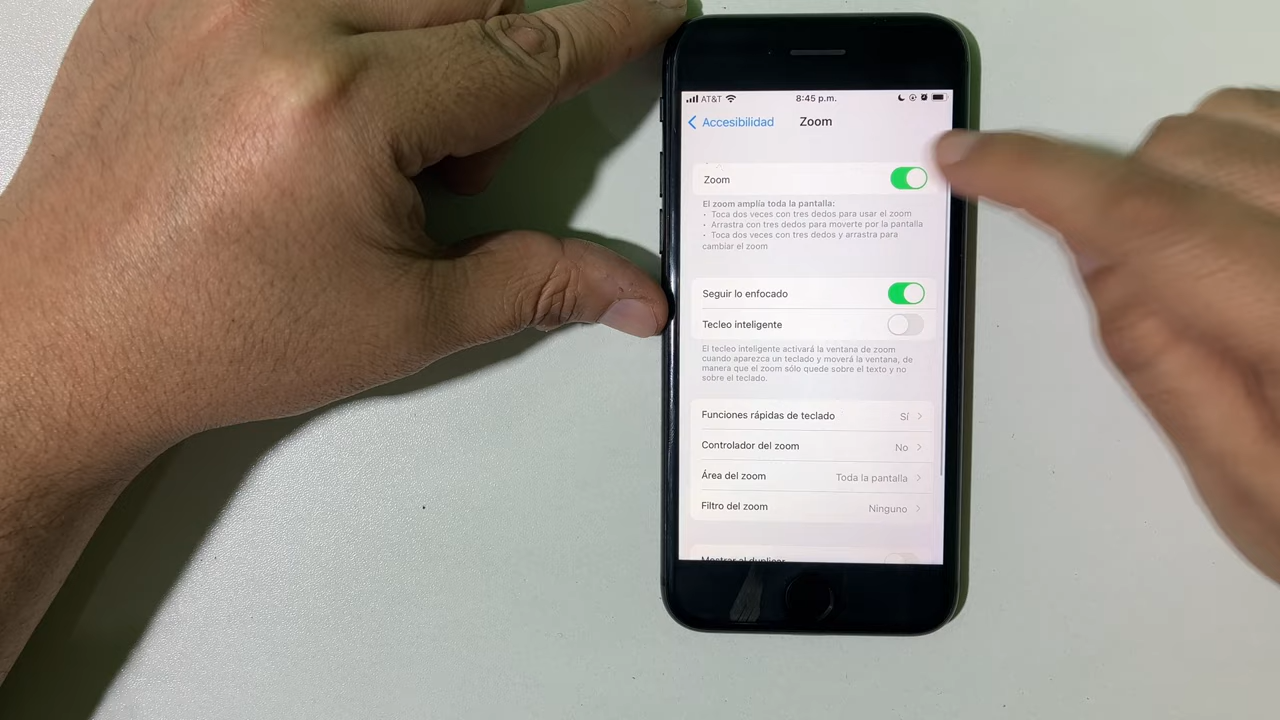 AT&T 8:45 p.m.
Accesibilidad Zoom
Zoom
El zoom amplía toda la pantalla:
• Toca dos veces con tres dedos para usar el zoom
• Arrastra con tres dedos para moverte por la pantalla
• Toca dos veces con tres dedos y arrastra para
cambiar el zoom
Seguir lo enfocado
Tecleo inteligente
El tecleo inteligente activará la ventana de zoom
cuando aparezca un teclado y moverá la ventana, de
manera que el zoom sólo quede sobre el texto y no
sobre el teclado.
Funciones rápidas de teclado Sí
Controlador del zoom No
Área del zoom Toda la pantalla
Filtro del zoom Ninguno
Mostrar al duplicar